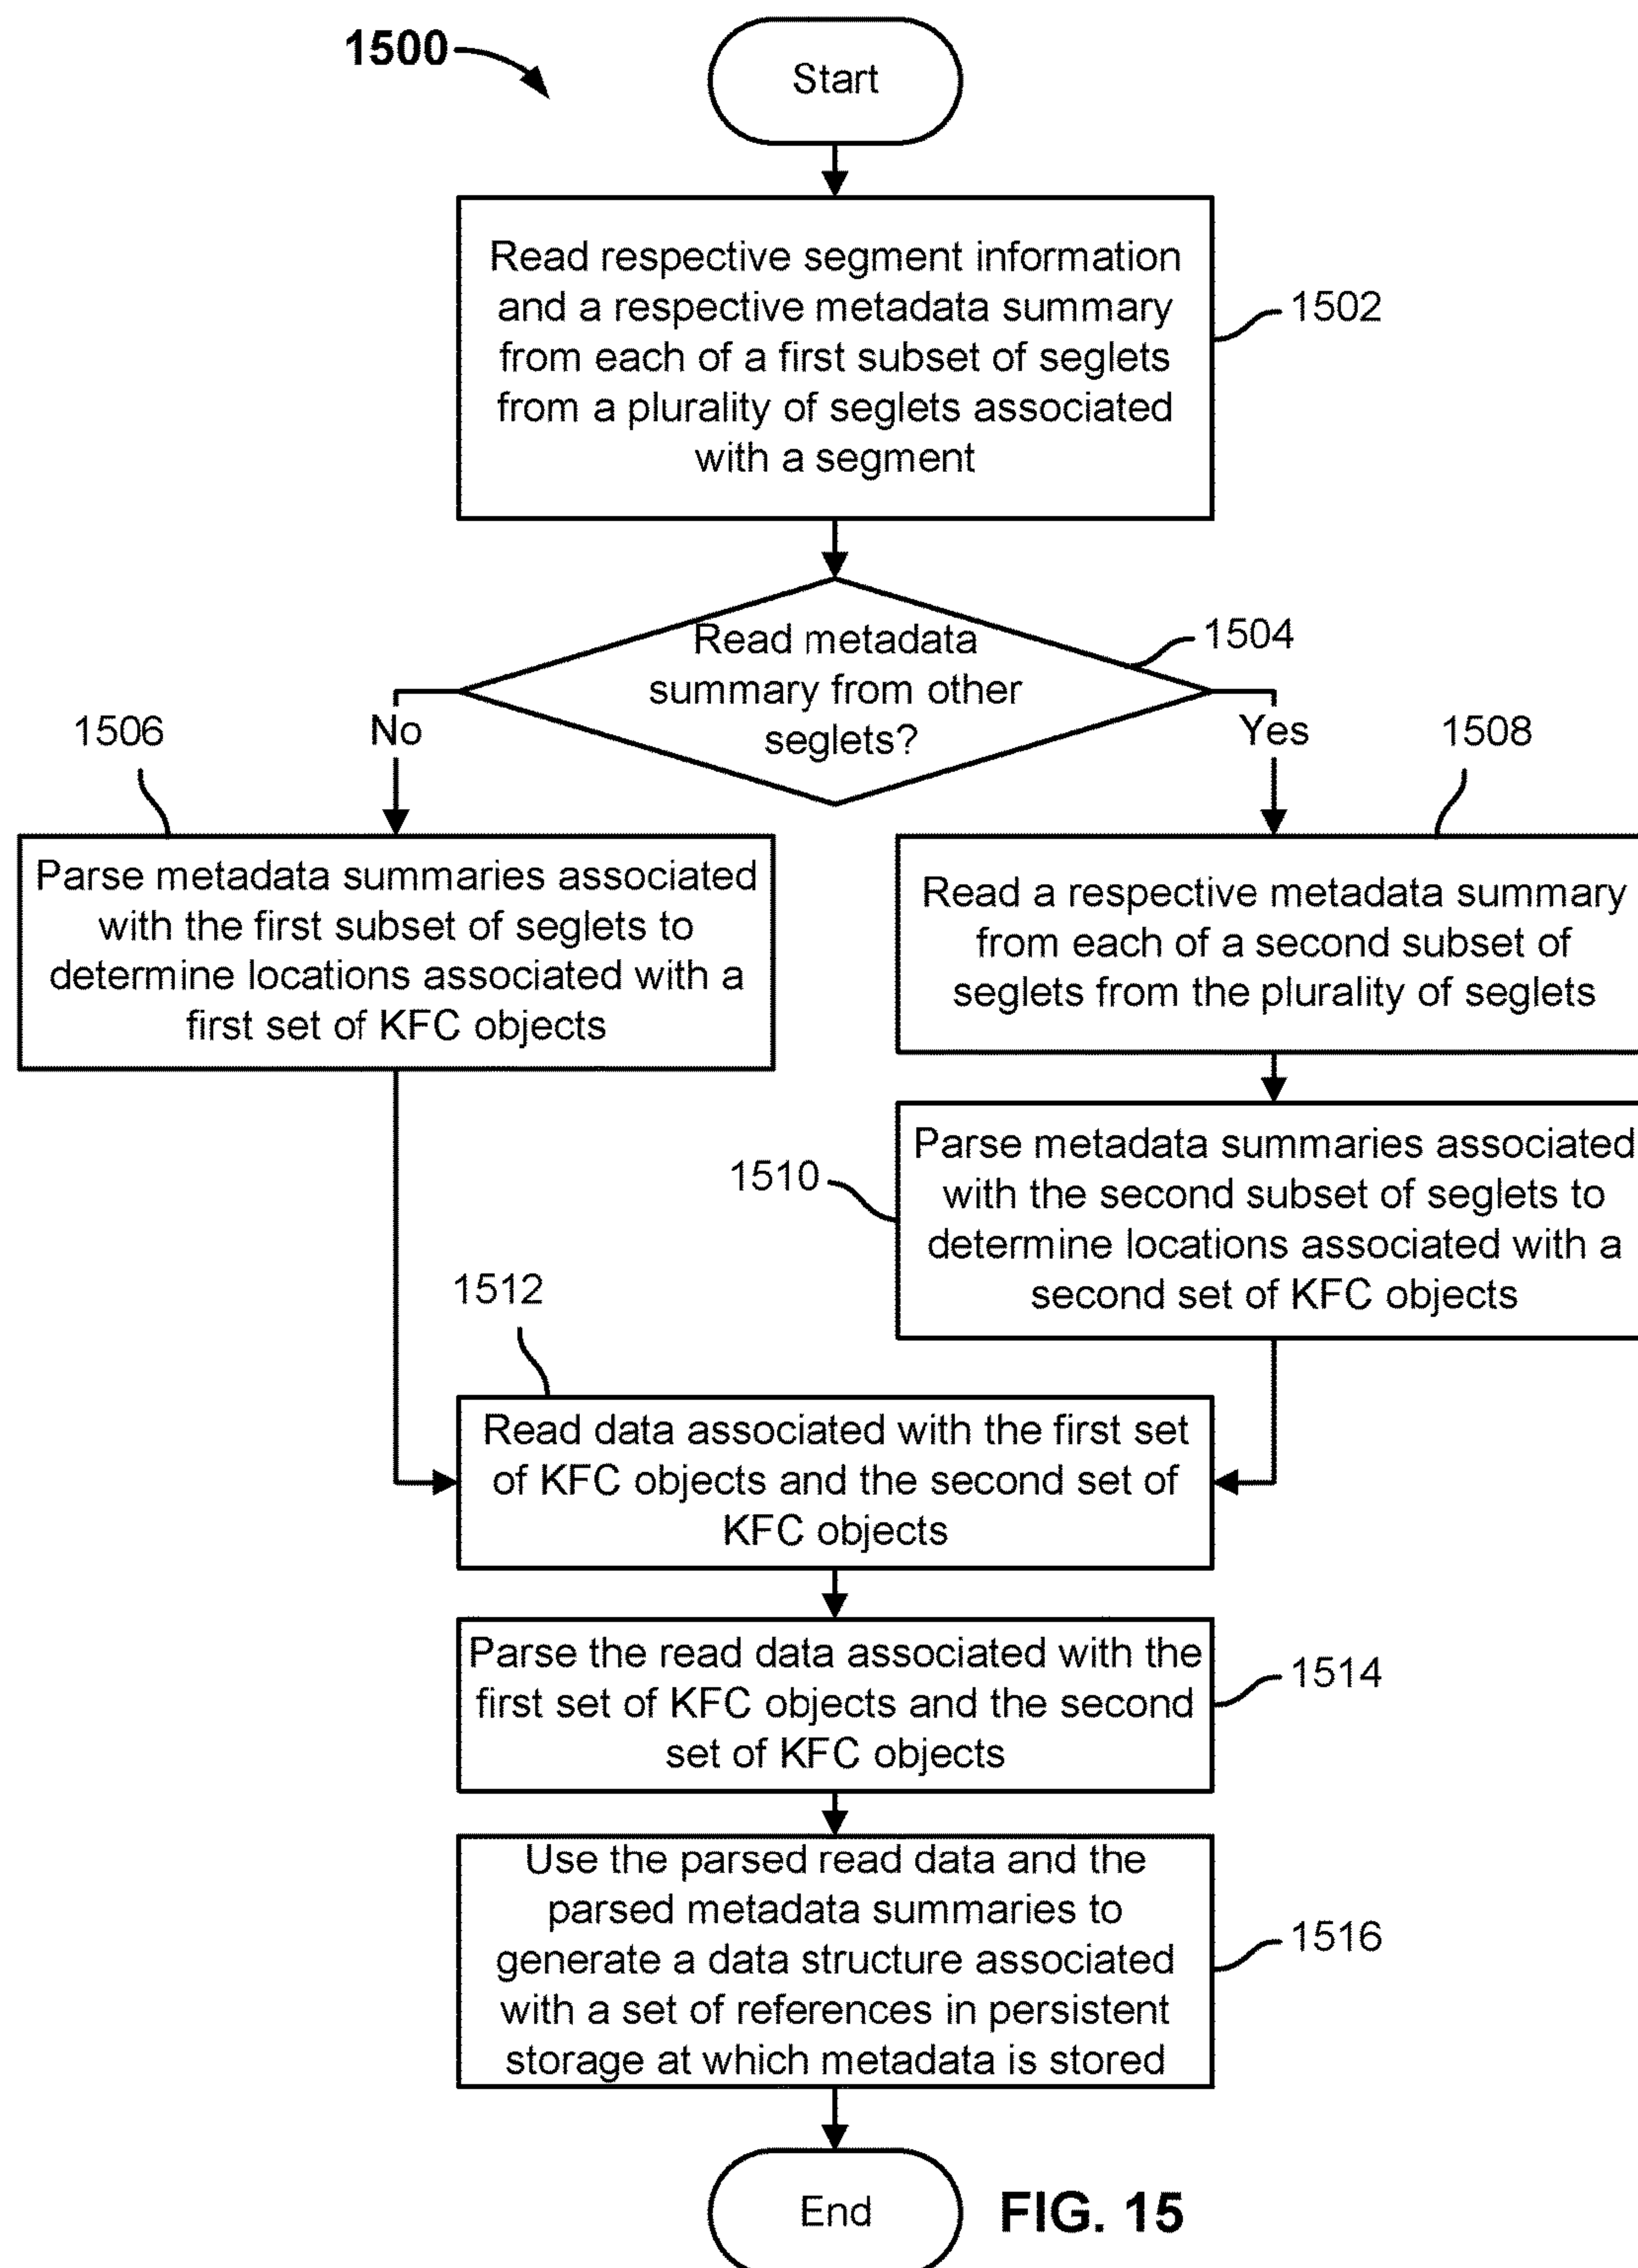 1500
Start
Read respective segment information
and a respective metadata summary
from each of a first subset of seglets
from a plurality of seglets associated
with a segment
1502
Read metadata
summary from other
seglets?
1504
No
Yes
1506
1508
Parse metadata summaries associated
with the first subset of seglets to
determine locations associated with a
first set of KFC objects
Read a respective metadata summary
from each of a second subset of
seglets from the plurality of seglets
1510
Parse metadata summaries associated
with the second subset of seglets to
determine locations associated with a
second set of KFC objects
1512
Read data associated with the first set
of KFC objects and the second set of
KFC objects
Parse the read data associated with the
first set of KFC objects and the second
set of KFC objects
1514
Use the parsed read data and the
parsed metadata summaries to
generate a data structure associated
with a set of references in persistent
storage at which metadata is stored
1516
End
FIG. 15